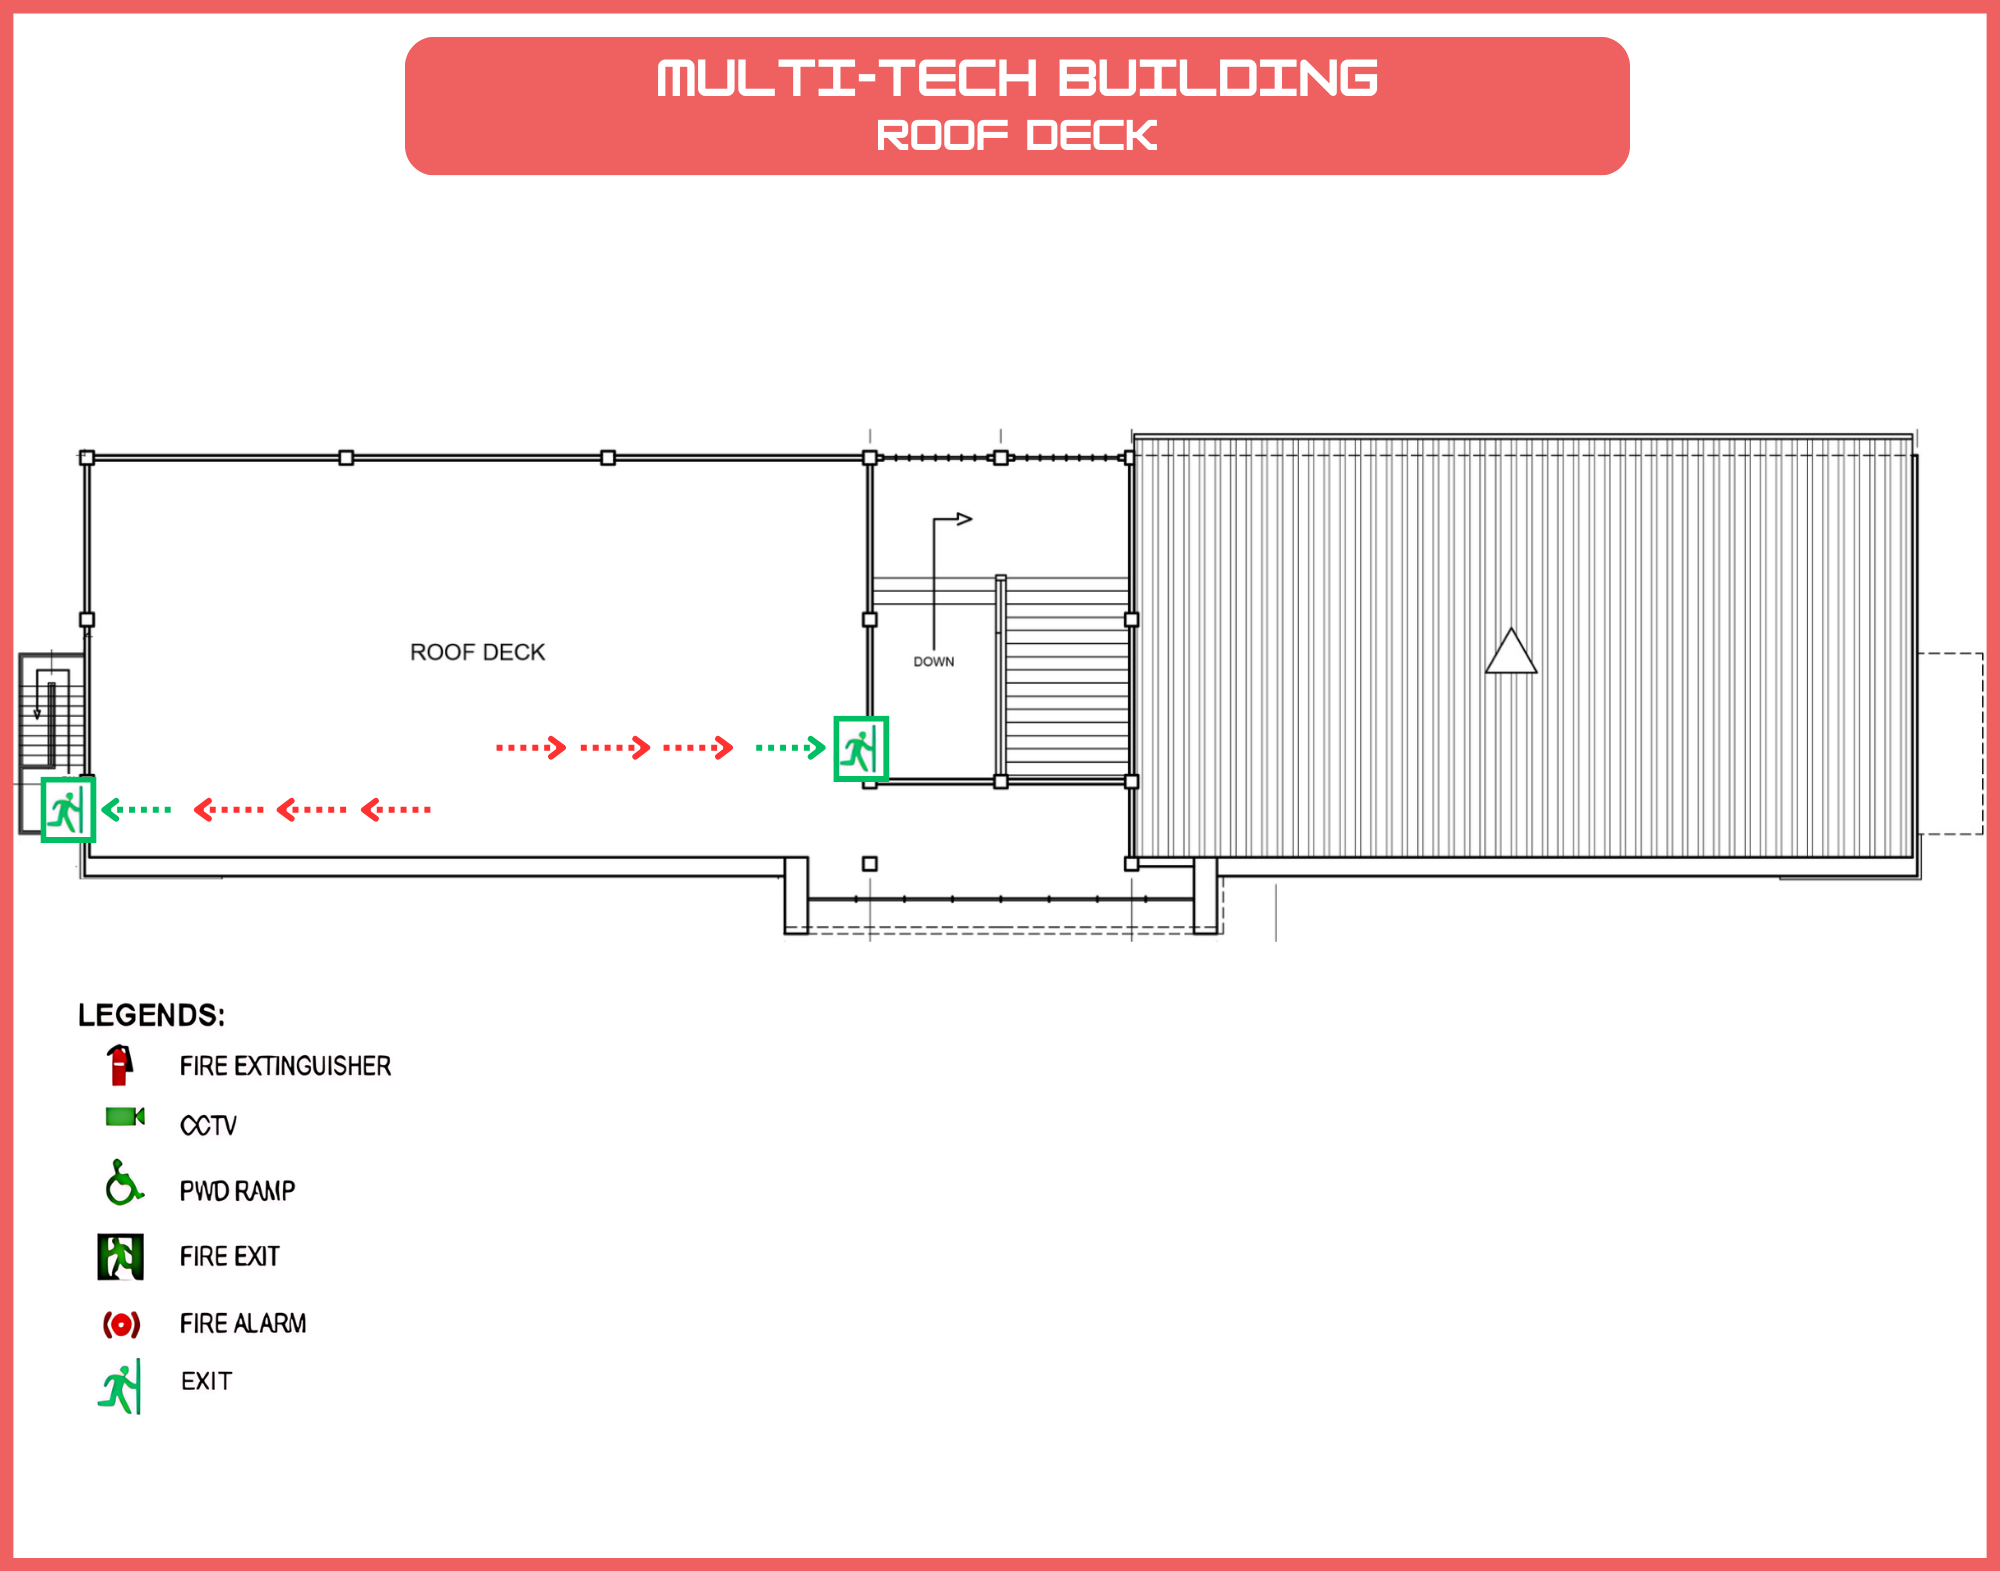 MULTI-TECH BUILDING
ROOF DECK
ROOF DECK
DOWN
LEGENDS:
FIRE EXTINGUISHER
CCTV
PWD RAMP
FIRE EXIT
FIRE ALARM
EXIT